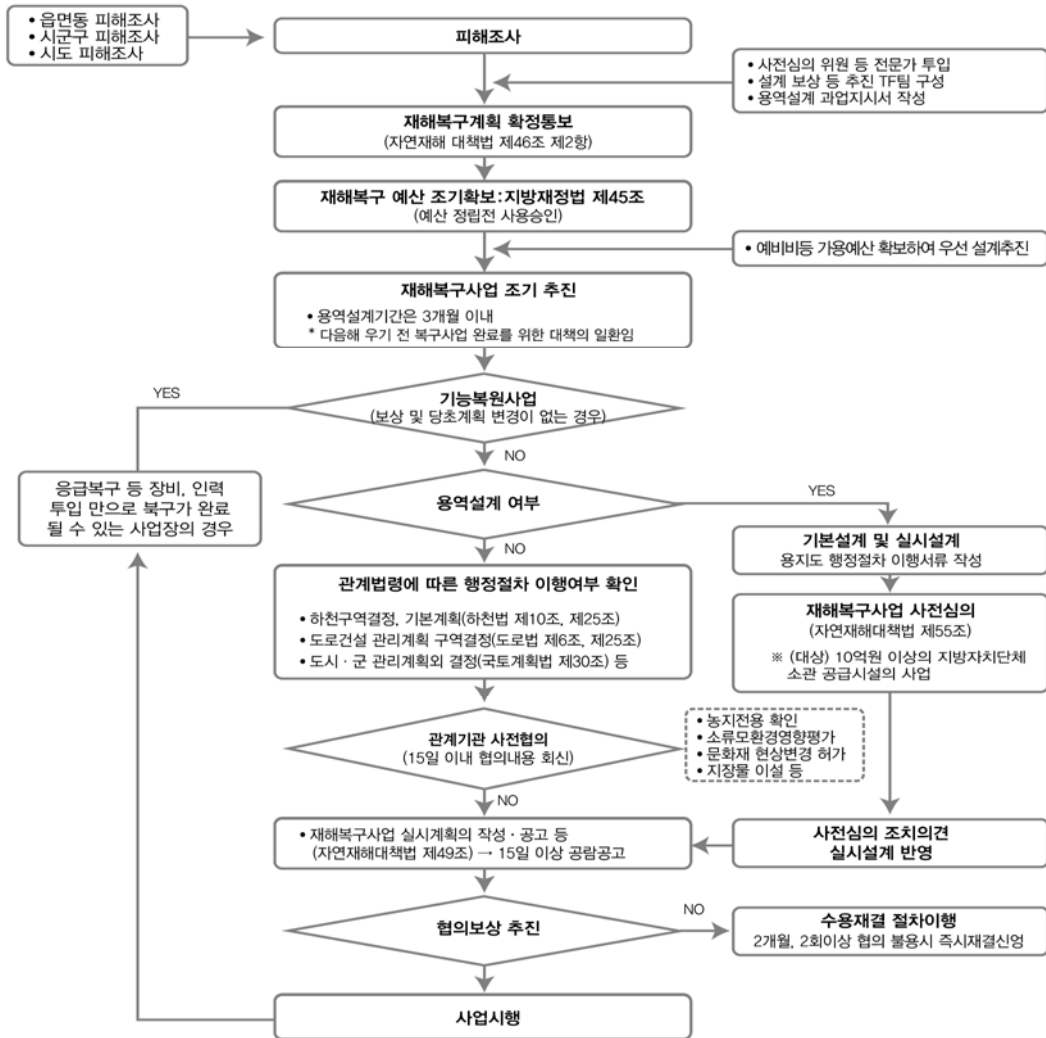 • 읍면동 피해조사
• 시군구 피해조사
• 시도 피해조사
피해조사
• 사전심의 위원 등 전문가 투입
• 설계 보상 등 추진 TF팀 구성
• 용역설계 과업지시서 작성
재해복구계획 확정통보
(자연재해 대책법 제46조 제2항)
재해복구 예산 조기확보:지방재정법 제45조
(예산 정립전 사용승인)
• 예비비등 가용예산 확보하여 우선 설계추진
재해복구사업 조기 추진
• 용역설계기간은 3개월 이내
* 다음해 우기 전 복구사업 완료를 위한 대책의 일환임
YES
기능복원사업
(보상 및 당초계획 변경이 없는 경우)
NO
응급복구 등 장비, 인력
투입 만으로 북구가 완료
될 수 있는 사업장의 경우
용역설계 여부
YES
NO
기본설계 및 실시설계
용지도 행정절차 이행서류 작성
관계법령에 따른 행정절차 이행여부 확인
• 하천구역결정, 기본계획(하천법 제10조, 제25조)
• 도로건설 관리계획 구역결정(도로법 제6조, 제25조)
• 도시 · 군 관리계획외 결정(국토계획법 제30조) 등
재해복구사업 사전심의
(자연재해대책법 제55조)
※ (대상) 10억원 이상의 지방자치단체
소관 공급시설의 사업
관계기관 사전협의
(15일 이내 협의내용 회신)
• 농지전용 확인
• 소류모환경영향평가
• 문화재 현상변경 허가
• 지장물 이설 등
NO
• 재해복구사업 실시계획의 작성 · 공고 등
(자연재해대책법 제49조) → 15일 이상 공람공고
사전심의 조치의견
실시설계 반영
협의보상 추진
NO
수용재결 절차이행
2개월, 2회이상 협의 불용시 즉시재결신엉
사업시행